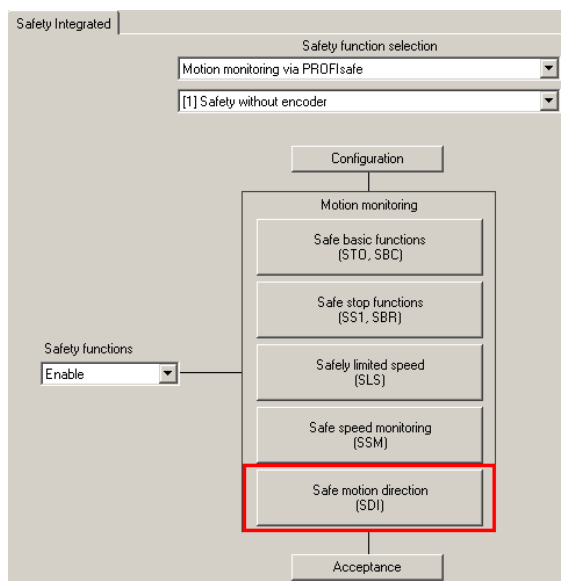 Safety Integrated
Safety function selection
Motion monitoring via PROFIsafe
[1] Safety without encoder
Configuration
Motion monitoring
Safe basic functions
(STO, SBC)
Safe stop functions
(SS1, SBR)
Safety functions
Enable
Safely limited speed
(SLS)
Safe speed monitoring
(SSM)
Safe motion direction
(SDI)
Acceptance